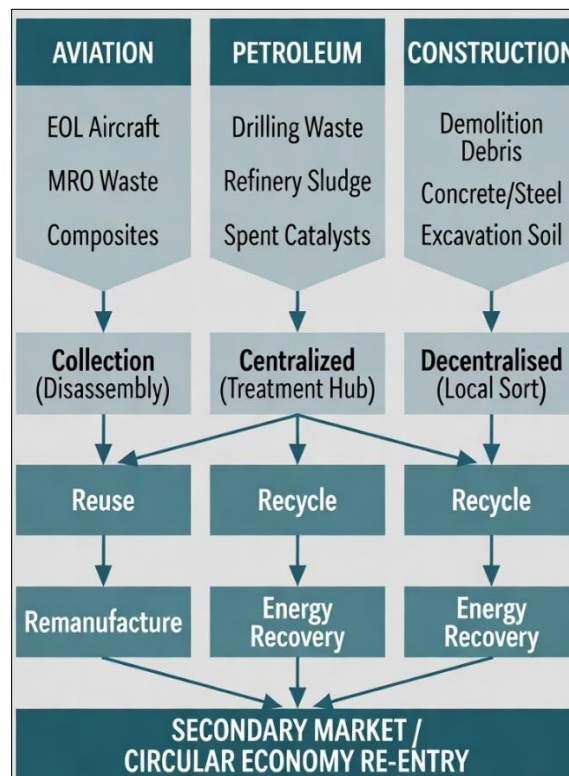 AVIATION
PETROLEUM
CONSTRUCTION
EOL Aircraft
MRO Waste
Composites
Drilling Waste
Refinery Sludge
Spent Catalysts
Demolition
Debris
Concrete/Steel
Excavation Soil
Collection
(Disassembly)
Centralized
(Treatment Hub)
Decentralised
(Local Sort)
Reuse
Recycle
Recycle
Remanufacture
Energy
Recovery
Energy
Recovery
SECONDARY MARKET /
CIRCULAR ECONOMY RE-ENTRY